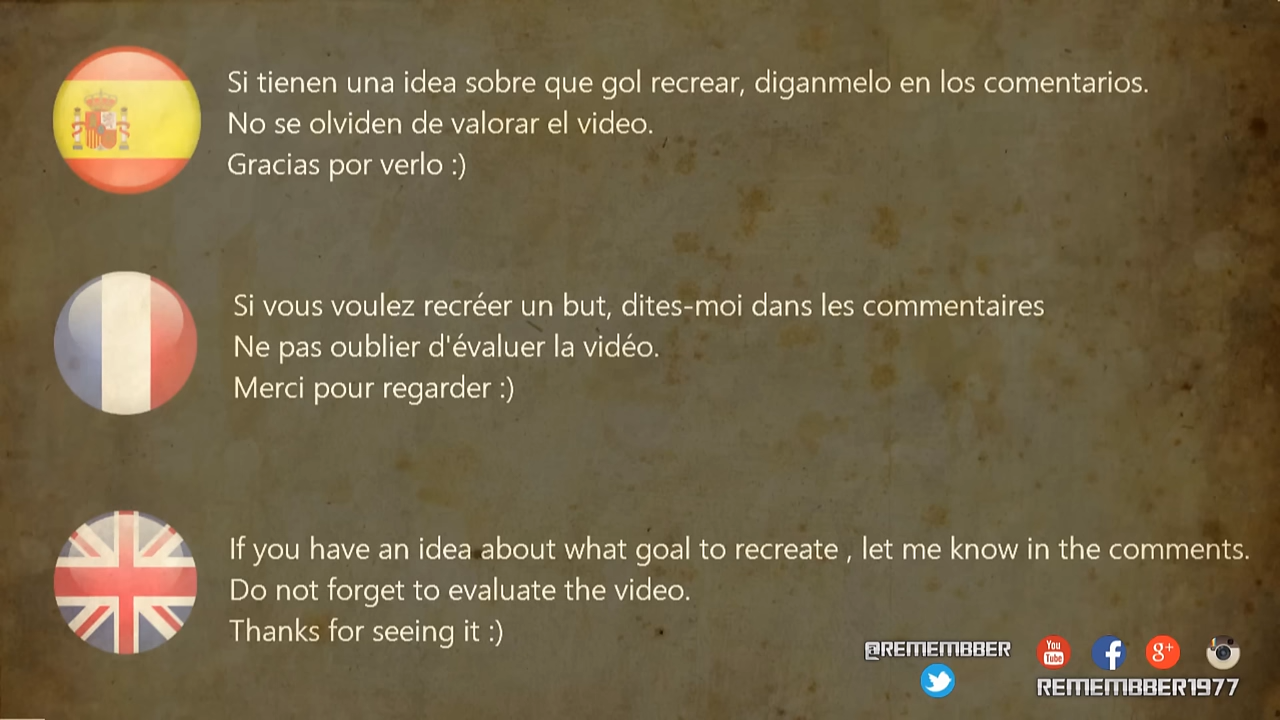 Si tienen una idea sobre que gol recrear, diganmelo en los comentarios.
No se olviden de valorar el video.
Gracias por verlo :)
Si vous voulez recréer un but, dites-moi dans les commentaires
Ne pas oublier d'évaluer la vidéo.
Merci pour regarder :)
If you have an idea about what goal to recreate , let me know in the comments.
Do not forget to evaluate the video.
Thanks for seeing it :)
@REMEMBBER
You
Tube
f
g+
REMEMBBER1977